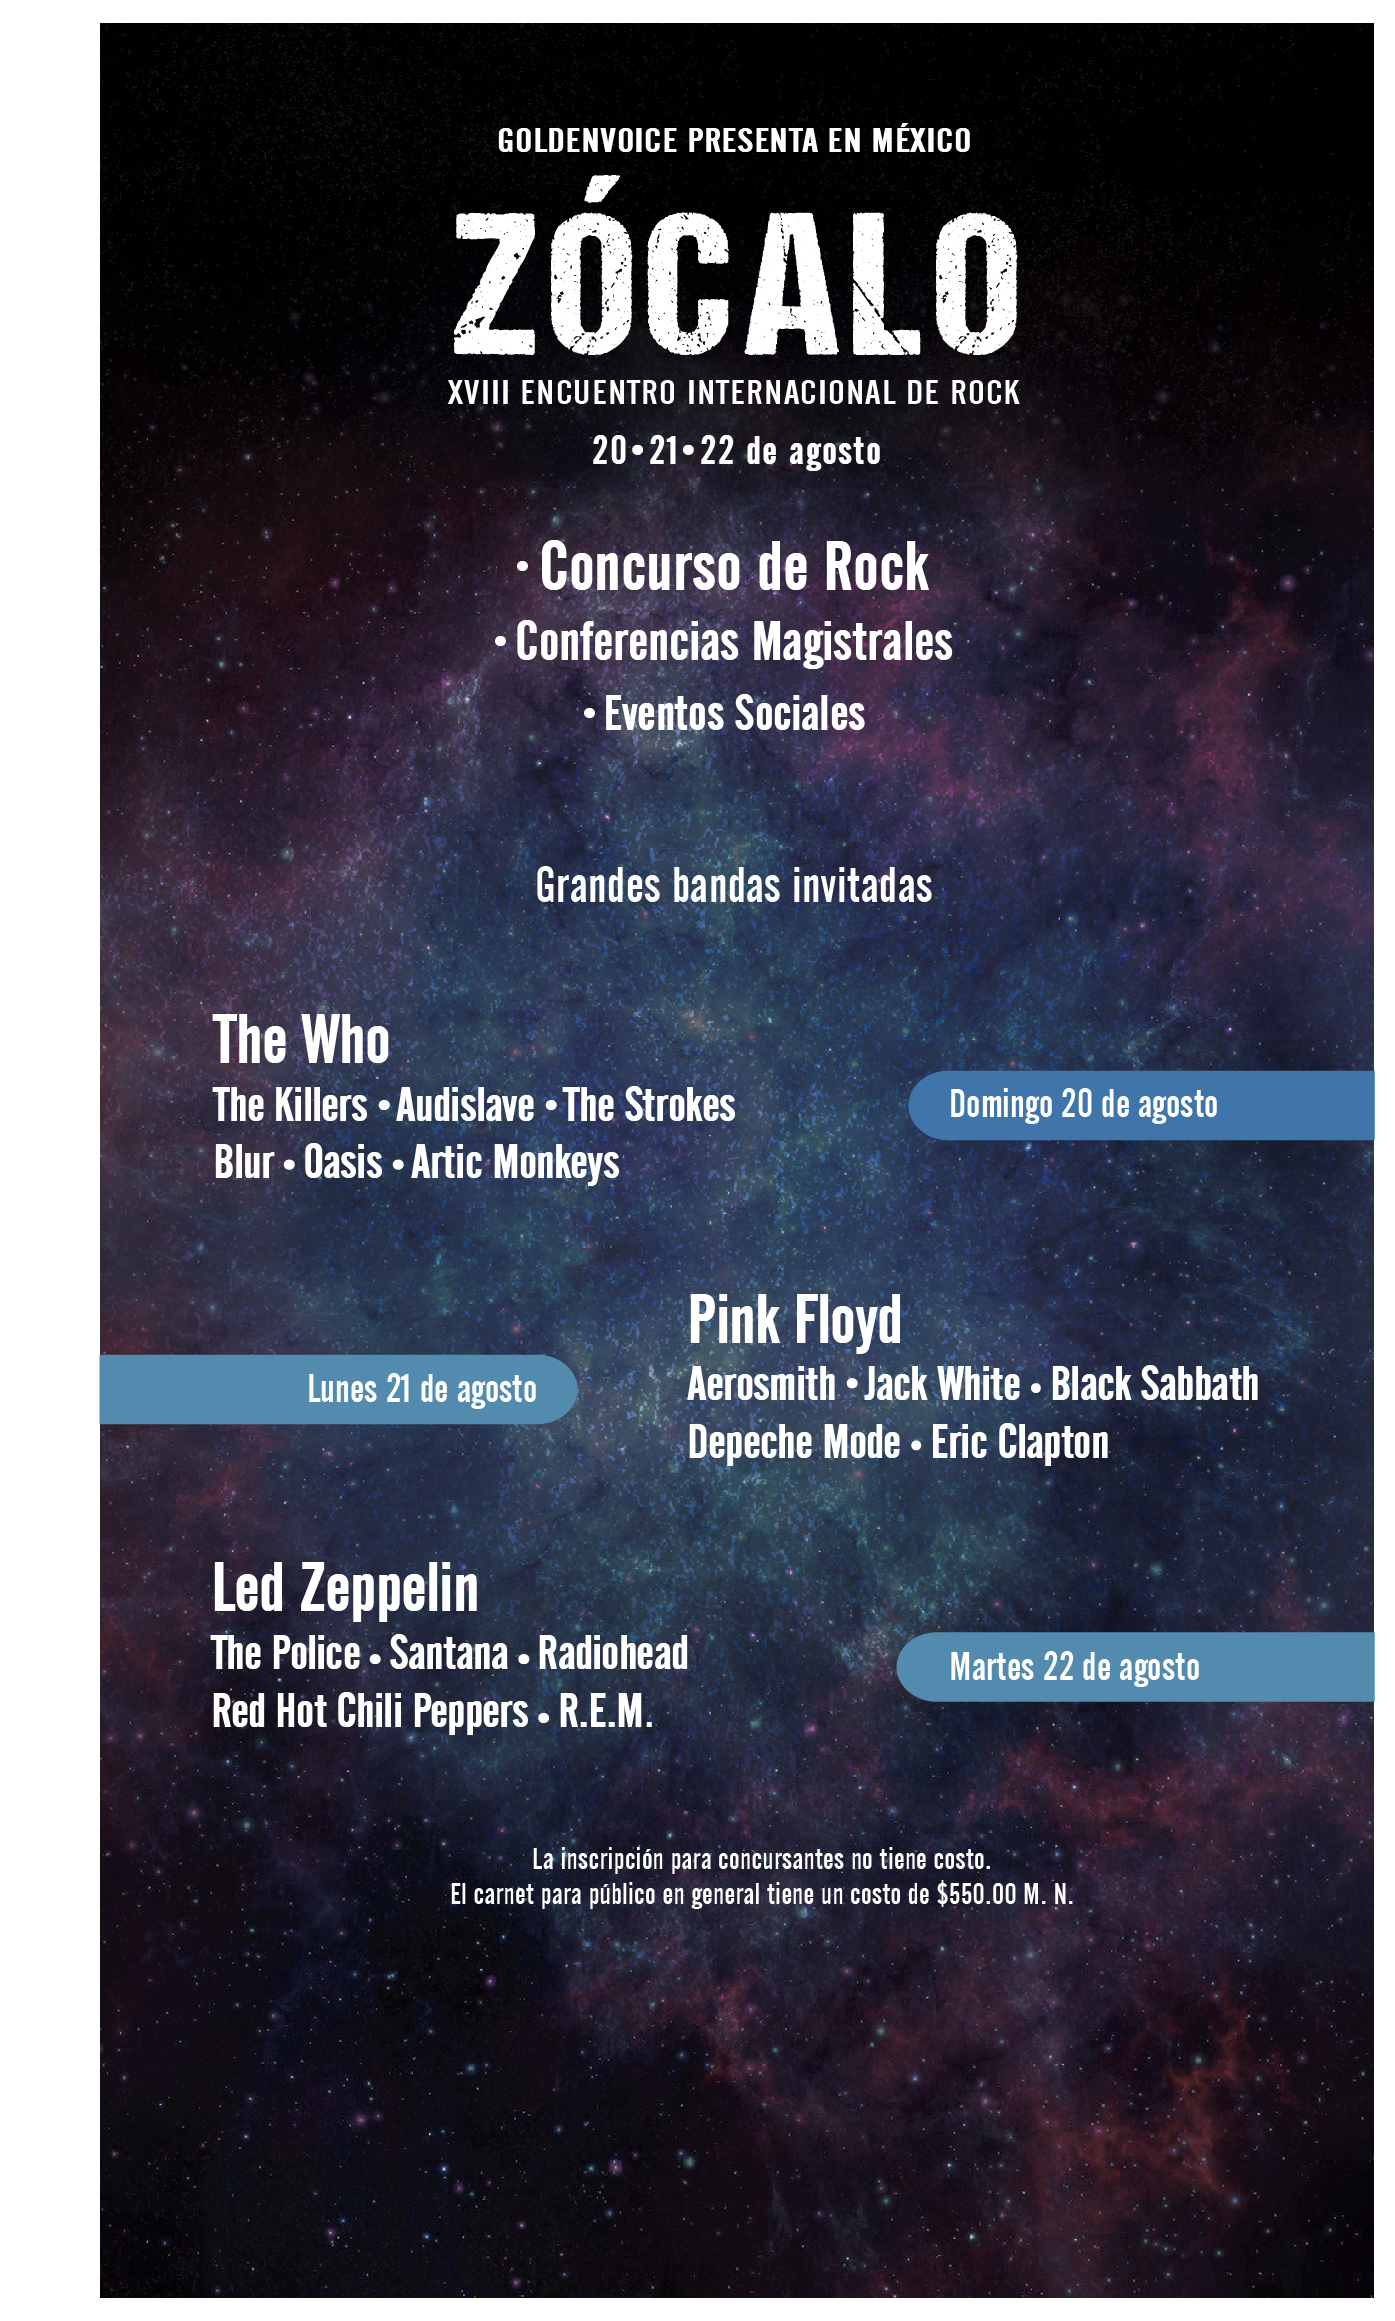 GOLDENVOICE PRESENTA EN MÉXICO
ZÓCALO
XVIII ENCUENTRO INTERNACIONAL DE ROCK
20•21•22 de agosto
• Concurso de Rock
• Conferencias Magistrales
• Eventos Sociales
Grandes bandas invitadas
The Who
The Killers • Audislave • The Strokes
Blur • Oasis • Artic Monkeys
Domingo 20 de agosto
Pink Floyd
Aerosmith • Jack White • Black Sabbath
Depeche Mode • Eric Clapton
Lunes 21 de agosto
Led Zeppelin
The Police • Santana • Radiohead
Red Hot Chili Peppers • R.E.M.
Martes 22 de agosto
La inscripción para concursantes no tiene costo.
El carnet para público en general tiene un costo de $550.00 M. N.